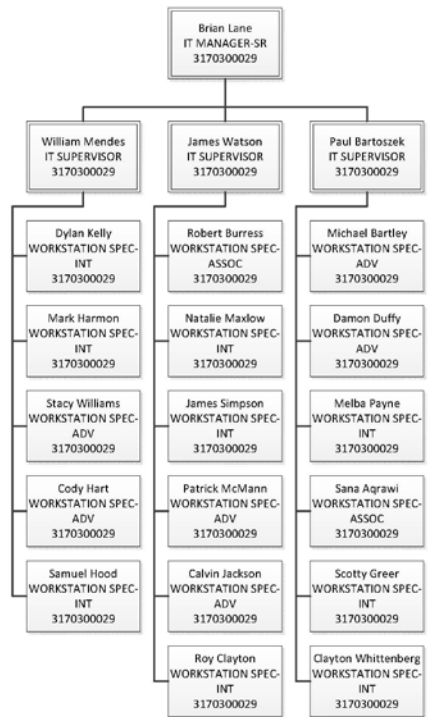 Brian Lane
IT MANAGER-SR
3170300029
William Mendes
IT SUPERVISOR
3170300029
James Watson
IT SUPERVISOR
3170300029
Paul Bartoszek
IT SUPERVISOR
3170300029
Dylan Kelly
WORKSTATION SPEC-
INT
3170300029
Robert Burress
WORKSTATION SPEC-
ASSOC
3170300029
Michael Bartley
WORKSTATION SPEC-
ADV
3170300029
Mark Harmon
WORKSTATION SPEC-
INT
3170300029
Natalie Maxlow
WORKSTATION SPEC-
INT
3170300029
Damon Duffy
WORKSTATION SPEC-
ADV
3170300029
Stacy Williams
WORKSTATION SPEC-
ADV
3170300029
James Simpson
WORKSTATION SPEC-
INT
3170300029
Melba Payne
WORKSTATION SPEC-
INT
3170300029
Cody Hart
WORKSTATION SPEC-
ADV
3170300029
Patrick McMann
WORKSTATION SPEC-
ADV
3170300029
Sana Aqrawi
WORKSTATION SPEC-
ASSOC
3170300029
Samuel Hood
WORKSTATION SPEC-
INT
3170300029
Calvin Jackson
WORKSTATION SPEC-
ADV
3170300029
Scotty Greer
WORKSTATION SPEC-
INT
3170300029
Roy Clayton
WORKSTATION SPEC-
INT
3170300029
Clayton Whittenberg
WORKSTATION SPEC-
INT
3170300029